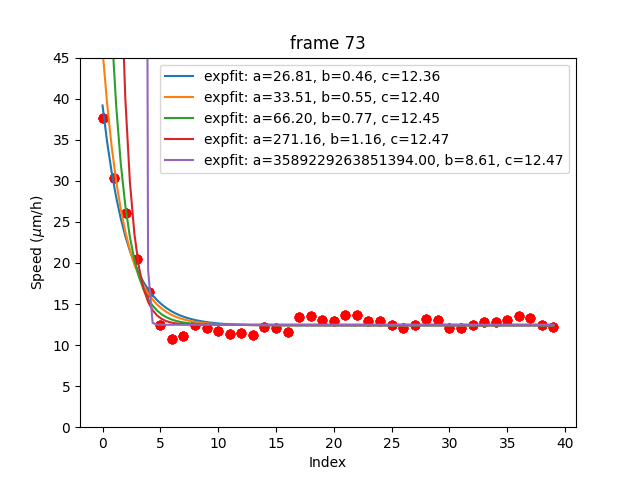 frame 73
expfit: a=26.81, b=0.46, c=12.36
expfit: a=33.51, b=0.55, c=12.40
expfit: a=66.20, b=0.77, c=12.45
expfit: a=271.16, b=1.16, c=12.47
expfit: a=3589229263851394.00, b=8.61, c=12.47
Speed (μm/h)
45
40
35
30
25
20
15
10
5
0
0 5 10 15 20 25 30 35 40
Index